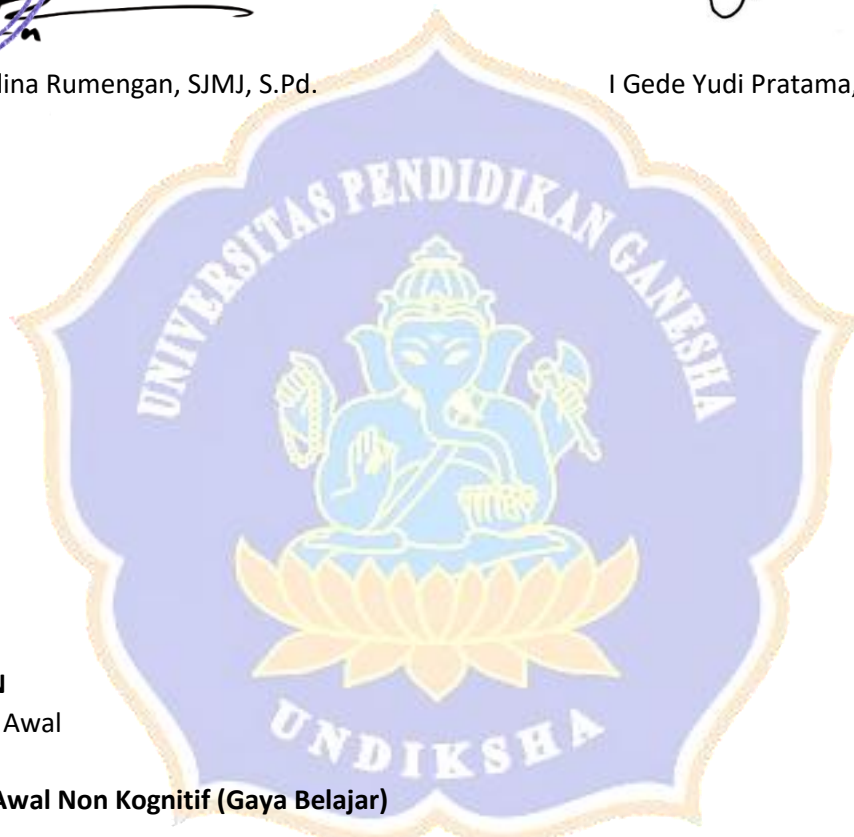 lina Rumengan, SJMJ, S.Pd. I Gede Yudi Pratama,
UNIVERSITAS PENDIDIKAN GANESHA
Awal
UNDIKSHA
Awal Non Kognitif (Gaya Belajar)